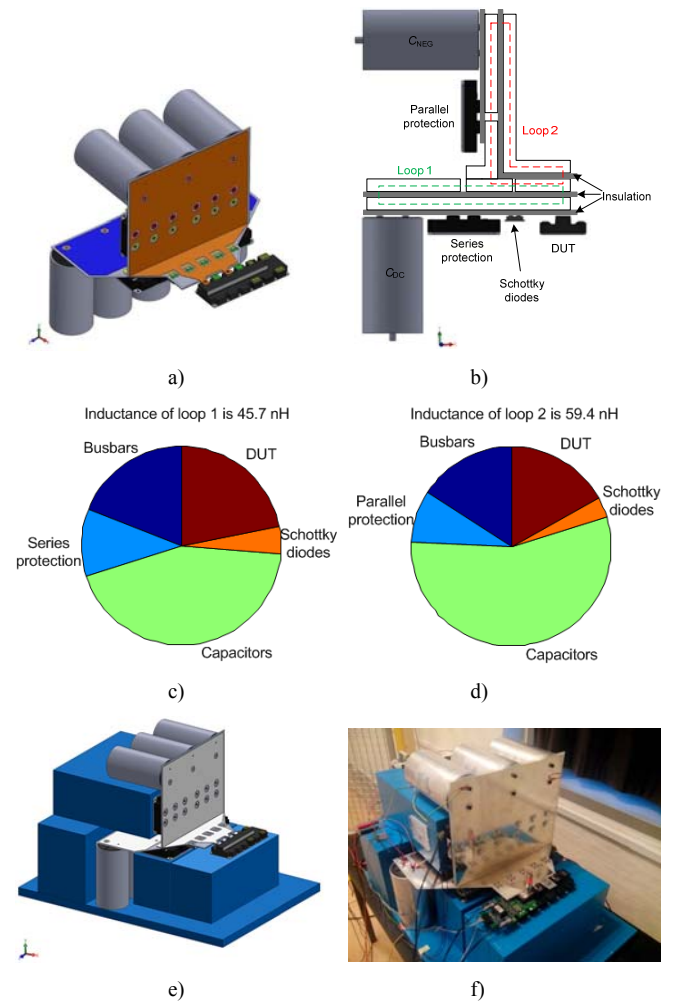 C_NEG
Parallel
protection
Loop 2
Loop 1
Insulation
C_DC
Series
protection
Schottky
diodes
DUT
a)
b)
Inductance of loop 1 is 45.7 nH
Busbars
DUT
Series
protection
Schottky
diodes
Capacitors
Inductance of loop 2 is 59.4 nH
Busbars
DUT
Parallel
protection
Schottky
diodes
Capacitors
c)
d)
e)
f)